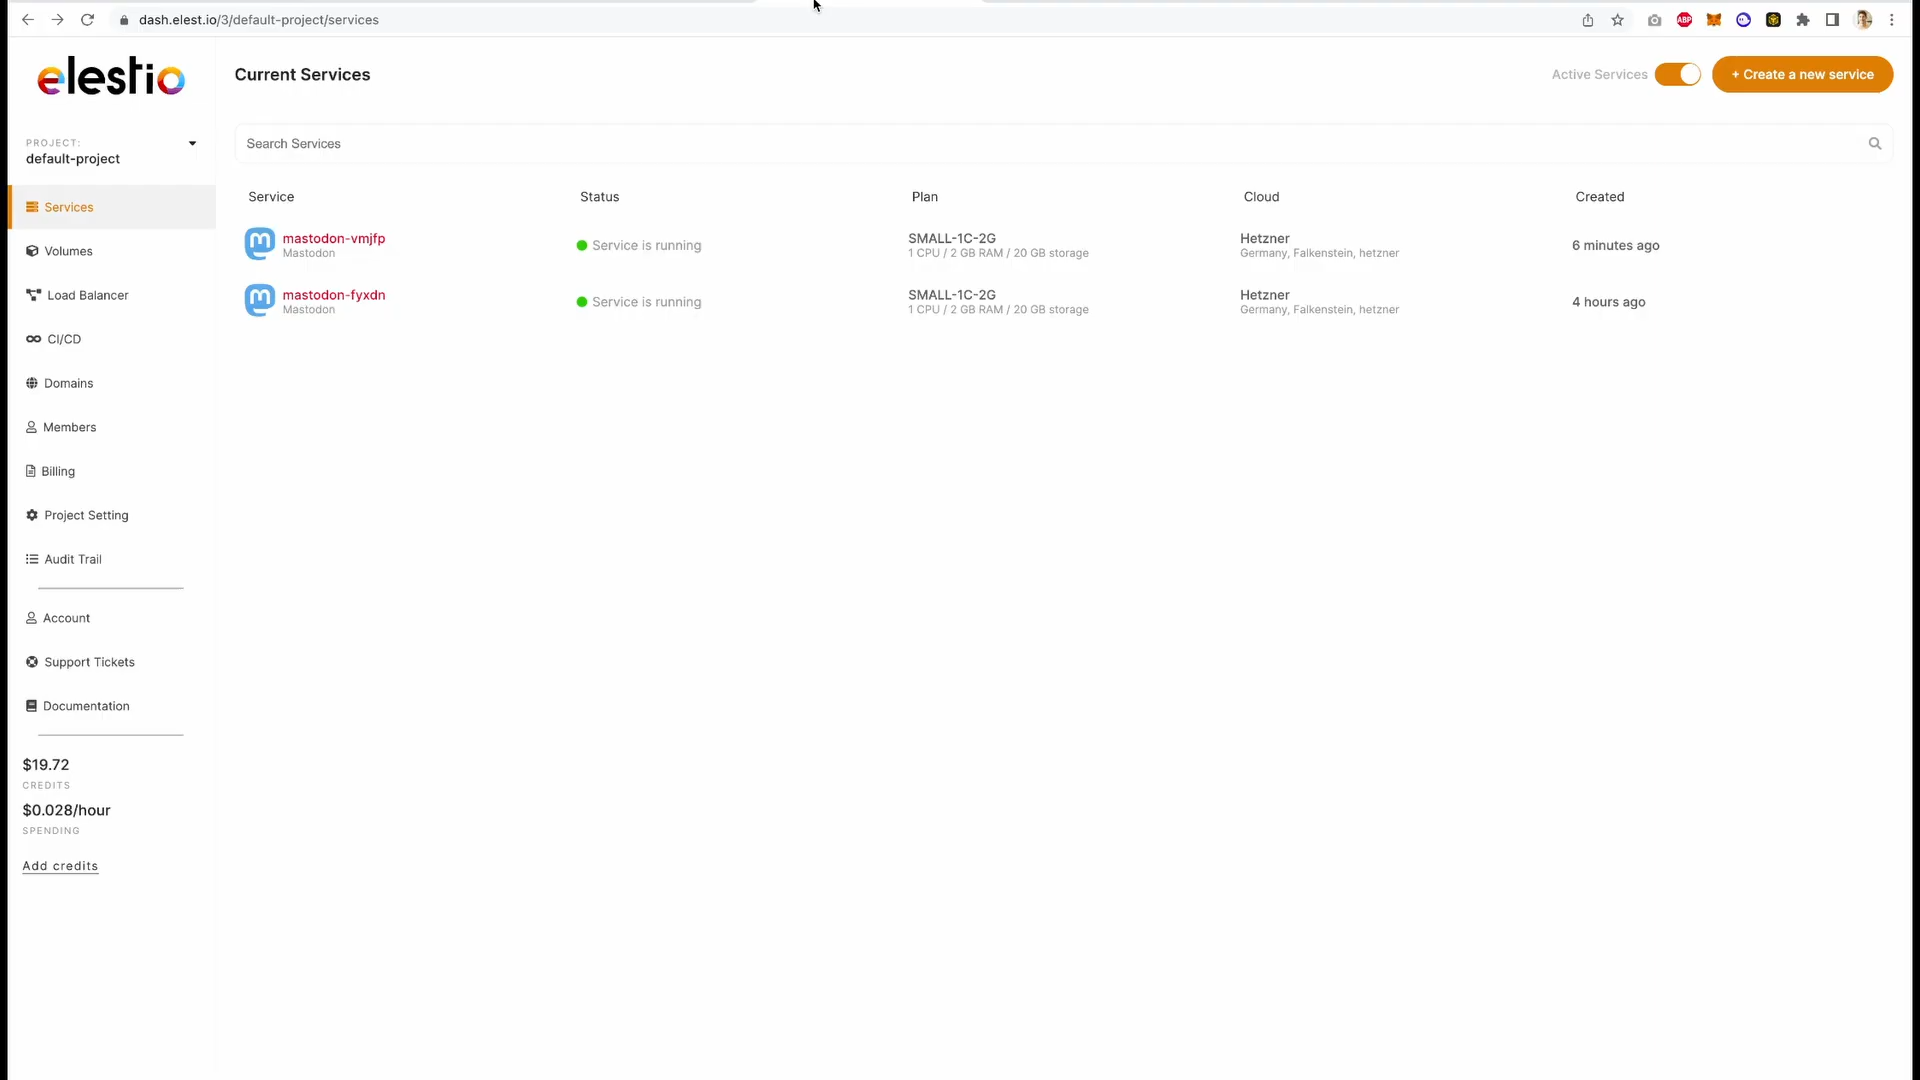 dash.elest.io/3/default-project/services
ABP
elestio
Current Services
Active Services
+ Create a new service
PROJECT:
default-project
Search Services
Services
Service
Status
Plan
Cloud
Created
mastodon-vmjfp
Mastodon
Service is running
SMALL-1C-2G
1 CPU / 2 GB RAM / 20 GB storage
Hetzner
Germany, Falkenstein, hetzner
6 minutes ago
mastodon-fyxdn
Mastodon
Service is running
SMALL-1C-2G
1 CPU / 2 GB RAM / 20 GB storage
Hetzner
Germany, Falkenstein, hetzner
4 hours ago
Volumes
Load Balancer
CI/CD
Domains
Members
Billing
Project Setting
Audit Trail
Account
Support Tickets
Documentation
$19.72
CREDITS
$0.028/hour
SPENDING
Add credits